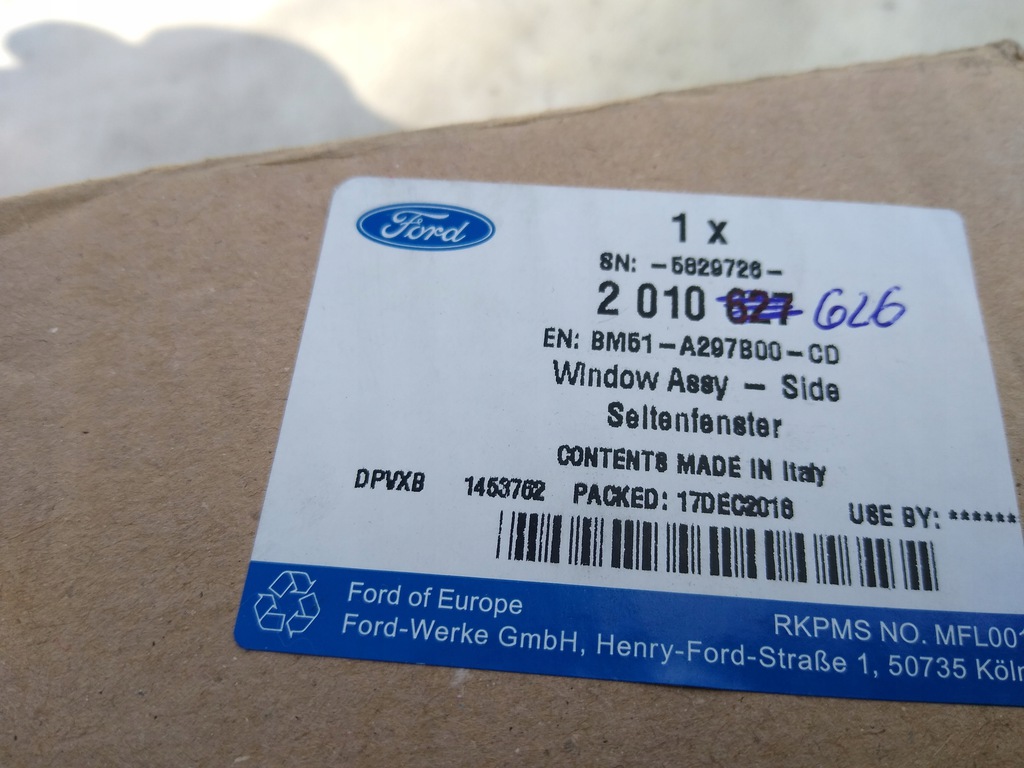 Ford
1 x
SN: -5829726-
2 010 627 626
EN: BM51-A297B00-CD
Window Assy - Side
Seitenfenster
CONTENTS MADE IN Italy
DPVXB 1453762 PACKED: 17DEC2016 USE BY: ******
Ford of Europe
RKPMS NO. MFL001
Ford-Werke GmbH, Henry-Ford-Straße 1, 50735 Köln